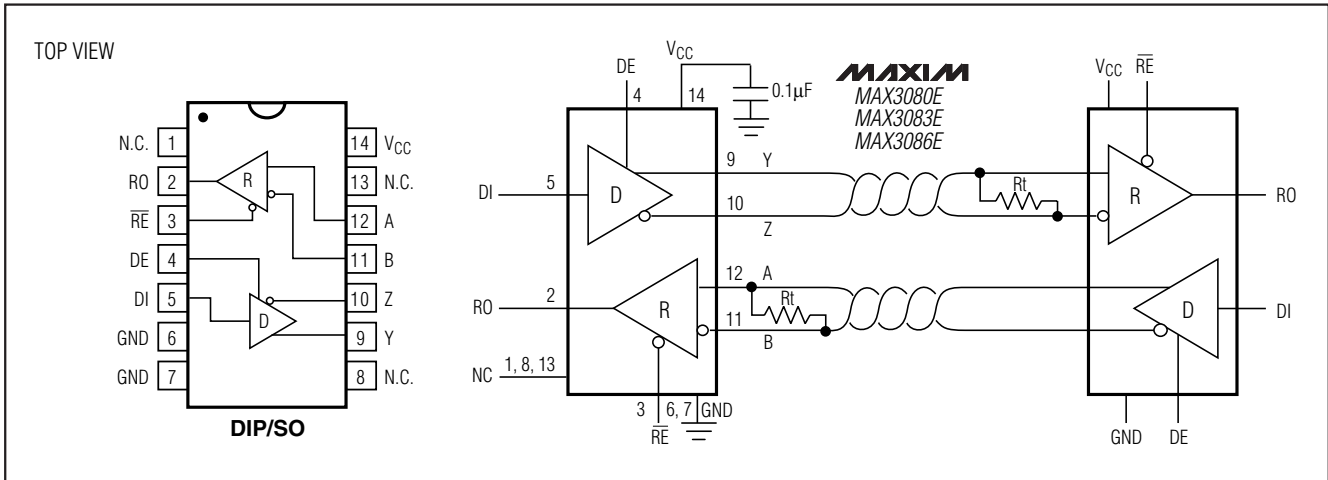 TOP VIEW
N.C. 1
RO 2
R̅E̅ 3
DE 4
DI 5
GND 6
GND 7
14 VCC
13 N.C.
12 A
11 B
10 Z
9 Y
8 N.C.
R
D
DIP/SO
DE
4
VCC
14
0.1µF
MAXIM
MAX3080E
MAX3083E
MAX3086E
DI 5
D
9 Y
10
Z
Rt
RO 2
R
12 A
11
B
Rt
NC 1, 8, 13
3
R̅E̅
6, 7 GND
VCC R̅E̅
R
RO
D
DI
GND DE